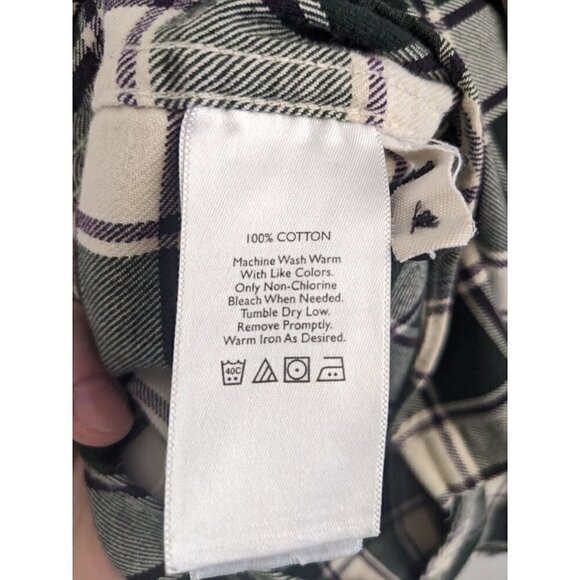 100% COTTON
Machine Wash Warm
With Like Colors.
Only Non-Chlorine
Bleach When Needed.
Tumble Dry Low.
Remove Promptly.
Warm Iron As Desired.
40C